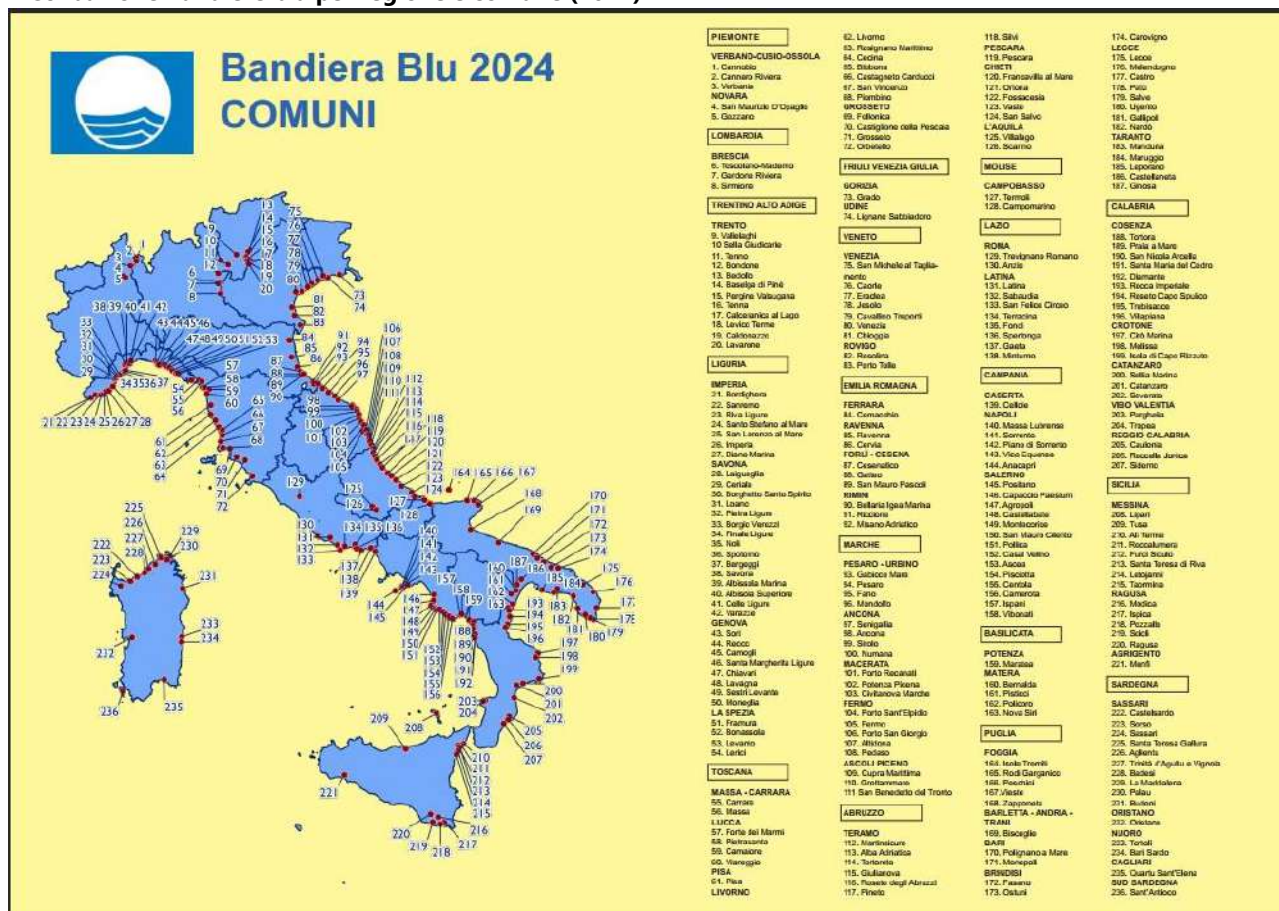 Bandiera Blu 2024
COMUNI
PIEMONTE
VERBANO-CUSIO-OSSOLA
1. Cannobio
2. Cannero Riviera
3. Verbania
NOVARA
4. San Maurizio D'Opaglio
5. Gozzano
LOMBARDIA
BRESCIA
6. Toscolano-Maderno
7. Gardone Riviera
8. Sirmione
TRENTINO ALTO ADIGE
TRENTO
9. Vallelaghi
10 Sella Giudicarie
11. Tenno
12. Bondone
13. Bedollo
14. Baselga di Pinè
15. Pergine Valsugana
16. Tenna
17. Calceranica al Lago
18. Levico Terme
19. Caldonazzo
20. Lavarone
LIGURIA
IMPERIA
21. Bordighera
22. Sanremo
23. Riva Ligure
24. Santo Stefano al Mare
25. San Lorenzo al Mare
26. Imperia
27. Diano Marina
SAVONA
28. Laigueglia
29. Ceriale
30. Borghetto Santo Spirito
31. Loano
32. Pietra Ligure
33. Borgio Verezzi
34. Finale Ligure
35. Noli
36. Spotorno
37. Bergeggi
38. Savona
39. Albissola Marina
40. Albisola Superiore
41. Celle Ligure
42. Varazze
GENOVA
43. Sori
44. Recco
45. Camogli
46. Santa Margherita Ligure
47. Chiavari
48. Lavagna
49. Sestri Levante
50. Moneglia
LA SPEZIA
51. Framura
52. Bonassola
53. Levanto
54. Lerici
TOSCANA
MASSA - CARRARA
55. Carrara
56. Massa
LUCCA
57. Forte dei Marmi
58. Pietrasanta
59. Camaiore
60. Viareggio
PISA
61. Pisa
LIVORNO
62. Livorno
63. Rosignano Marittimo
64. Cecina
65. Bibbona
66. Castagneto Carducci
67. San Vincenzo
68. Piombino
GROSSETO
69. Follonica
70. Castiglione della Pescaia
71. Grosseto
72. Orbetello
FRIULI VENEZIA GIULIA
GORIZIA
73. Grado
UDINE
74. Lignano Sabbiadoro
VENETO
VENEZIA
75. San Michele al Taglia-
mento
76. Caorle
77. Eraclea
78. Jesolo
79. Cavallino Treporti
80. Venezia
81. Chioggia
ROVIGO
82. Rosolina
83. Porto Tolle
EMILIA ROMAGNA
FERRARA
84. Comacchio
RAVENNA
85. Ravenna
86. Cervia
FORLÌ - CESENA
87. Cesenatico
88. Gatteo
89. San Mauro Pascoli
RIMINI
90. Bellaria Igea Marina
91. Riccione
92. Misano Adriatico
MARCHE
PESARO - URBINO
93. Gabicce Mare
94. Pesaro
95. Fano
96. Mondolfo
ANCONA
97. Senigallia
98. Ancona
99. Sirolo
100. Numana
MACERATA
101. Porto Recanati
102. Potenza Picena
103. Civitanova Marche
FERMO
104. Porto Sant'Elpidio
105. Fermo
106. Porto San Giorgio
107. Altidona
108. Pedaso
ASCOLI PICENO
109. Cupra Marittima
110. Grottammare
111 San Benedetto del Tronto
ABRUZZO
TERAMO
112. Martinsicuro
113. Alba Adriatica
114. Tortoreto
115. Giulianova
116. Roseto degli Abruzzi
117. Pineto
118. Silvi
PESCARA
119. Pescara
CHIETI
120. Francavilla al Mare
121. Ortona
122. Fossacesia
123. Vasto
124. San Salvo
L'AQUILA
125. Villalago
126. Scanno
MOLISE
CAMPOBASSO
127. Termoli
128. Campomarino
LAZIO
ROMA
129. Trevignano Romano
130. Anzio
LATINA
131. Latina
132. Sabaudia
133. San Felice Circeo
134. Terracina
135. Fondi
136. Sperlonga
137. Gaeta
138. Minturno
CAMPANIA
CASERTA
139. Cellole
NAPOLI
140. Massa Lubrense
141. Sorrento
142. Piano di Sorrento
143. Vico Equense
144. Anacapri
SALERNO
145. Positano
146. Capaccio Paestum
147. Agropoli
148. Castellabate
149. Montecorice
150. San Mauro Cilento
151. Pollica
152. Casal Velino
153. Ascea
154. Pisciotta
155. Centola
156. Camerota
157. Ispani
158. Vibonati
BASILICATA
POTENZA
159. Maratea
MATERA
160. Bernalda
161. Pisticci
162. Policoro
163. Nova Siri
PUGLIA
FOGGIA
164. Isole Tremiti
165. Rodi Garganico
166. Peschici
167. Vieste
168. Zapponeta
BARLETTA - ANDRIA -
TRANI
169. Bisceglie
BARI
170. Polignano a Mare
171. Monopoli
BRINDISI
172. Fasano
173. Ostuni
174. Carovigno
LECCE
175. Lecce
176. Melendugno
177. Castro
178. Patù
179. Salve
180. Ugento
181. Gallipoli
182. Nardò
TARANTO
183. Manduria
184. Maruggio
185. Leporano
186. Castellaneta
187. Ginosa
CALABRIA
COSENZA
188. Tortora
189. Praia a Mare
190. San Nicola Arcella
191. Santa Maria del Cedro
192. Diamante
193. Rocca Imperiale
194. Roseto Capo Spulico
195. Trebisacce
196. Villapiana
CROTONE
197. Cirò Marina
198. Melissa
199. Isola di Capo Rizzuto
CATANZARO
200. Sellia Marina
201. Catanzaro
202. Soverato
VIBO VALENTIA
203. Parghelia
204. Tropea
REGGIO CALABRIA
205. Caulonia
206. Roccella Jonica
207. Siderno
SICILIA
MESSINA
208. Lipari
209. Tusa
210. Alì Terme
211. Roccalumera
212. Furci Siculo
213. Santa Teresa di Riva
214. Letojanni
215. Taormina
RAGUSA
216. Modica
217. Ispica
218. Pozzallo
219. Scicli
220. Ragusa
AGRIGENTO
221. Menfi
SARDEGNA
SASSARI
222. Castelsardo
223. Sorso
224. Sassari
225. Santa Teresa Gallura
226. Aglientu
227. Trinità d'Agultu e Vignola
228. Badesi
229. La Maddalena
230. Palau
231. Budoni
ORISTANO
232. Oristano
NUORO
233. Tortolì
234. Bari Sardo
CAGLIARI
235. Quartu Sant'Elena
SUD SARDEGNA
236. Sant'Antioco